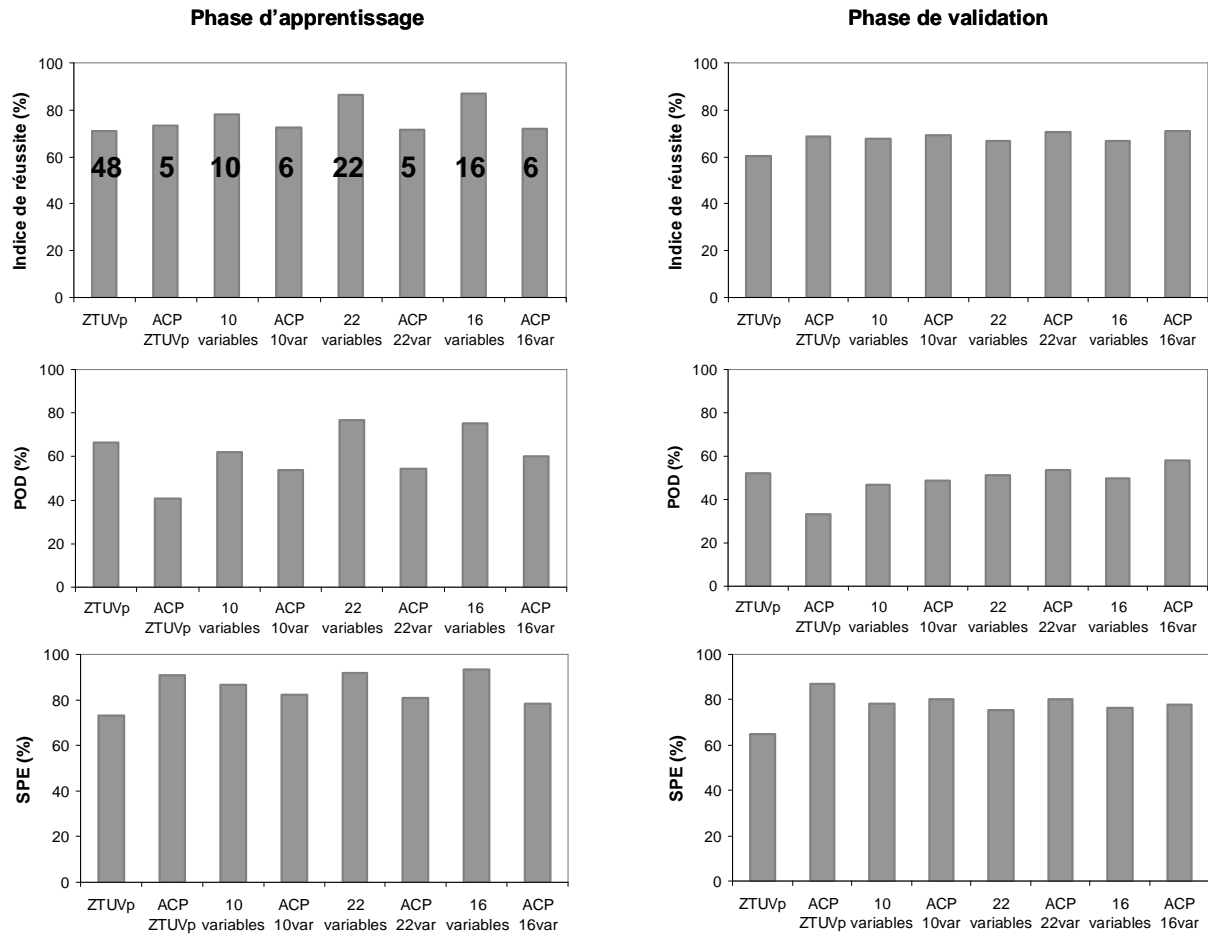 Phase d'apprentissage
Phase de validation
Indice de réussite (%)
100
80
60
40
20
0
48 5 10 6 22 5 16 6
ZTUVp ACP 10 ACP 22 ACP 16 ACP
ZTUVp variables 10var variables 22var variables 16var
Indice de réussite (%)
100
80
60
40
20
0
ZTUVp ACP 10 ACP 22 ACP 16 ACP
ZTUVp variables 10var variables 22var variables 16var
POD (%)
100
80
60
40
20
0
ZTUVp ACP 10 ACP 22 ACP 16 ACP
ZTUVp variables 10var variables 22var variables 16var
POD (%)
100
80
60
40
20
0
ZTUVp ACP 10 ACP 22 ACP 16 ACP
ZTUVp variables 10var variables 22var variables 16var
SPE (%)
100
80
60
40
20
0
ZTUVp ACP 10 ACP 22 ACP 16 ACP
ZTUVp variables 10var variables 22var variables 16var
SPE (%)
100
80
60
40
20
0
ZTUVp ACP 10 ACP 22 ACP 16 ACP
ZTUVp variables 10var variables 22var variables 16var